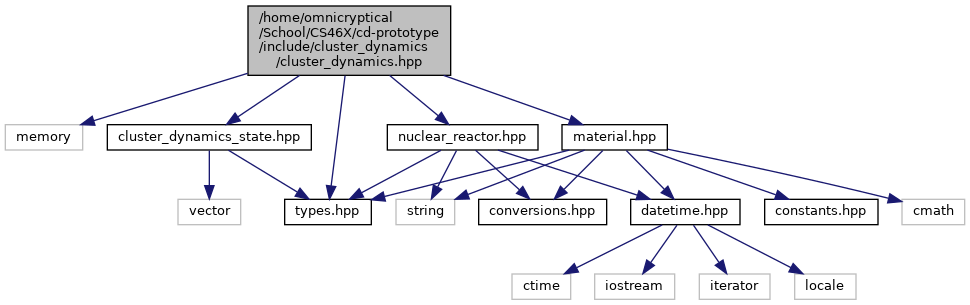 /home/omnicryptical
/School/CS46X/cd-prototype
/include/cluster_dynamics
/cluster_dynamics.hpp
memory
cluster_dynamics_state.hpp
nuclear_reactor.hpp
material.hpp
vector
types.hpp
string
conversions.hpp
datetime.hpp
constants.hpp
cmath
ctime
iostream
iterator
locale